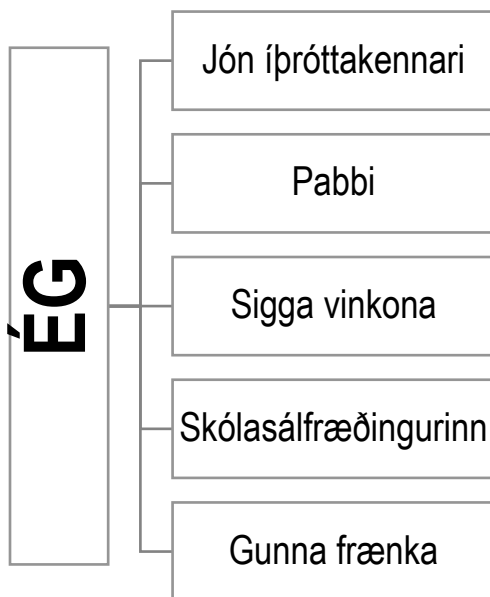 ÉG
Jón íþróttakennari
Pabbi
Sigga vinkona
Skólasálfræðingurinn
Gunna frænka